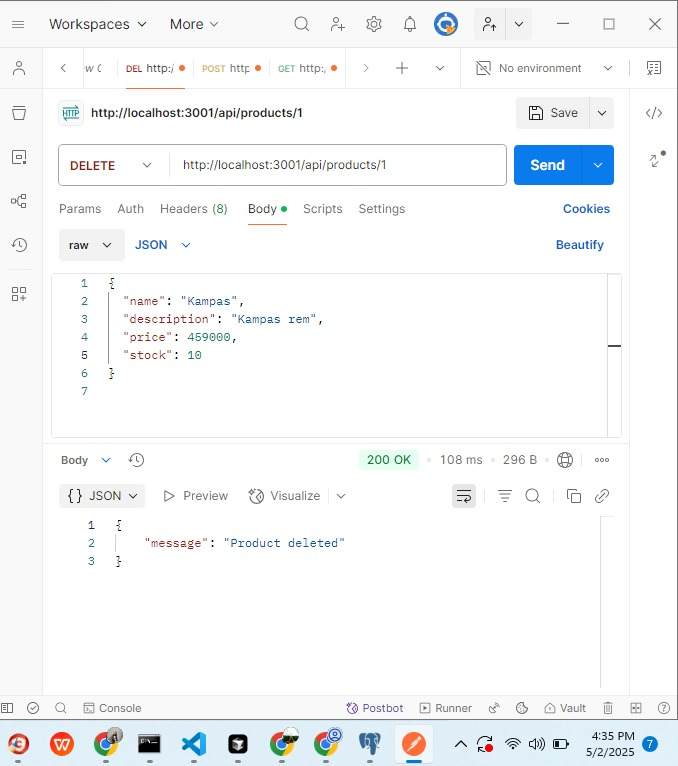 Workspaces More
DEL http:/ POST http GET http:, No environment
HTTP http://localhost:3001/api/products/1 Save
DELETE http://localhost:3001/api/products/1 Send
Params Auth Headers (8) Body Scripts Settings Cookies
raw JSON Beautify
1 {
2 "name": "Kampas",
3 "description": "Kampas rem",
4 "price": 459000,
5 "stock": 10
6 }
7
Body 200 OK 108 ms 296 B
{} JSON Preview Visualize
1 {
2 "message": "Product deleted"
3 }
Console Postbot Runner Vault
4:35 PM
5/2/2025 7